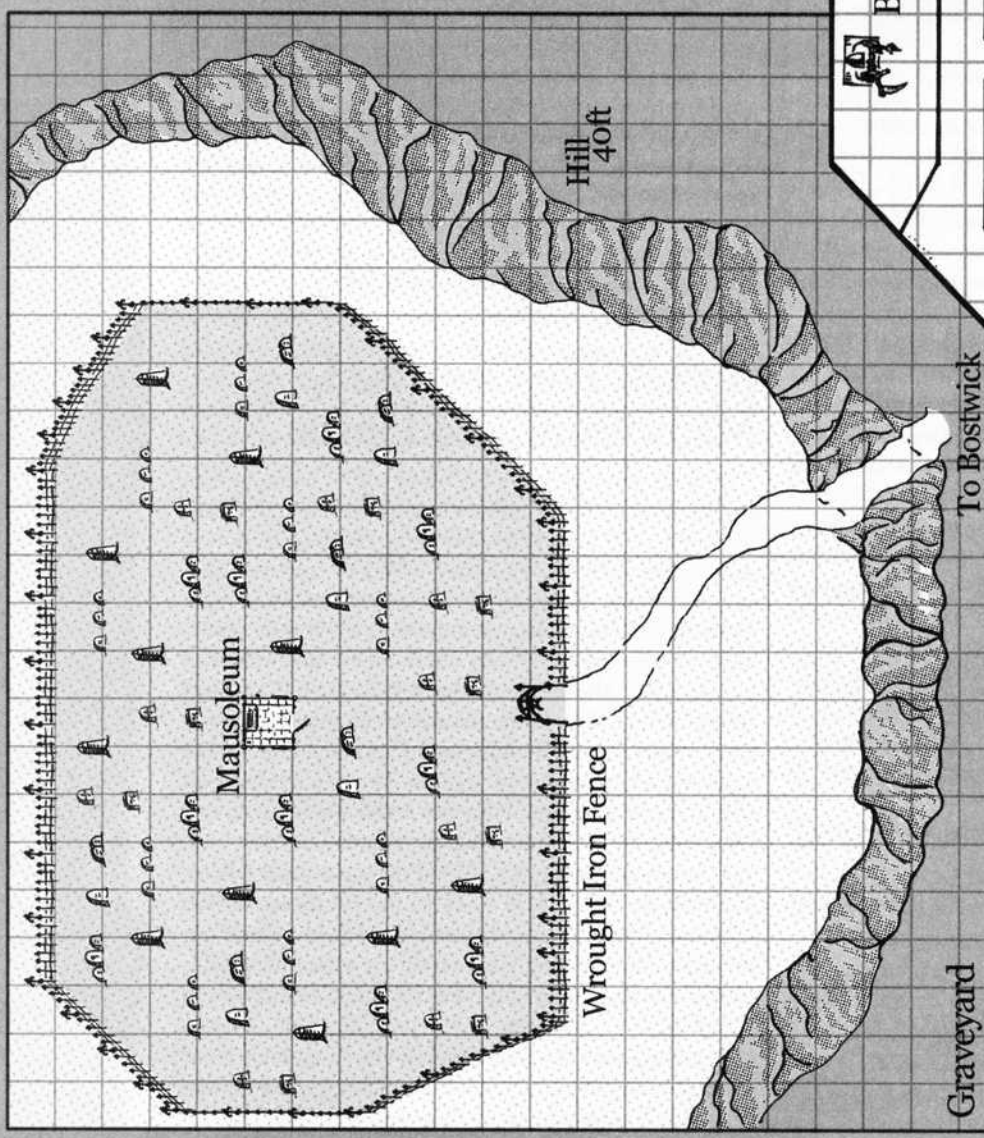 Mausoleum
Hill
40ft
Wrought Iron Fence
To Bostwick
Graveyard
B